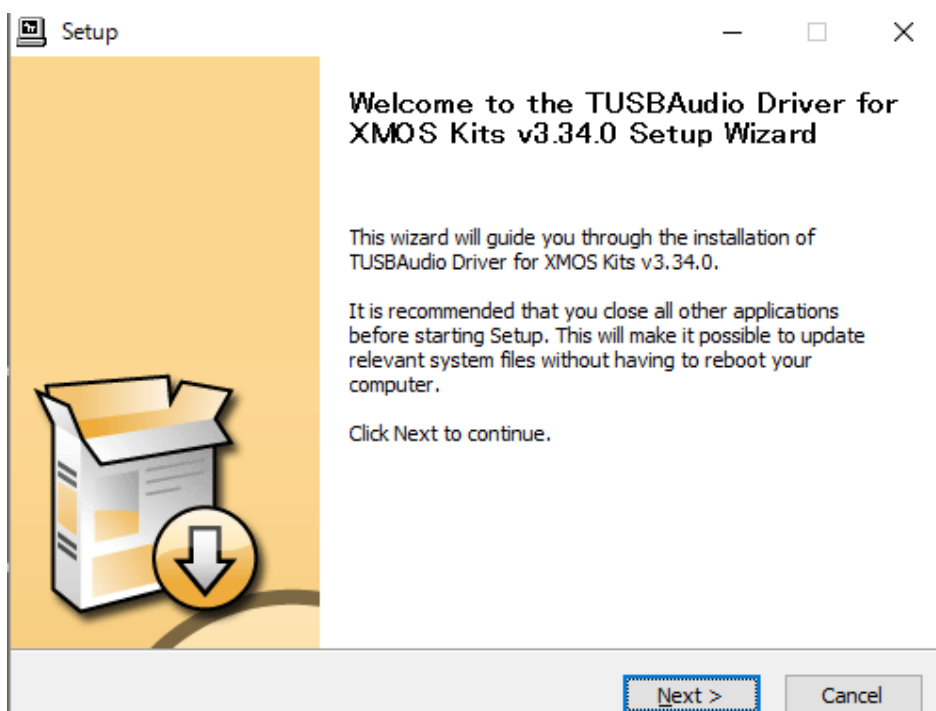 Setup
Welcome to the TUSBAudio Driver for
XMOS Kits v3.34.0 Setup Wizard
This wizard will guide you through the installation of
TUSBAudio Driver for XMOS Kits v3.34.0.
It is recommended that you close all other applications
before starting Setup. This will make it possible to update
relevant system files without having to reboot your
computer.
Click Next to continue.
Next >
Cancel